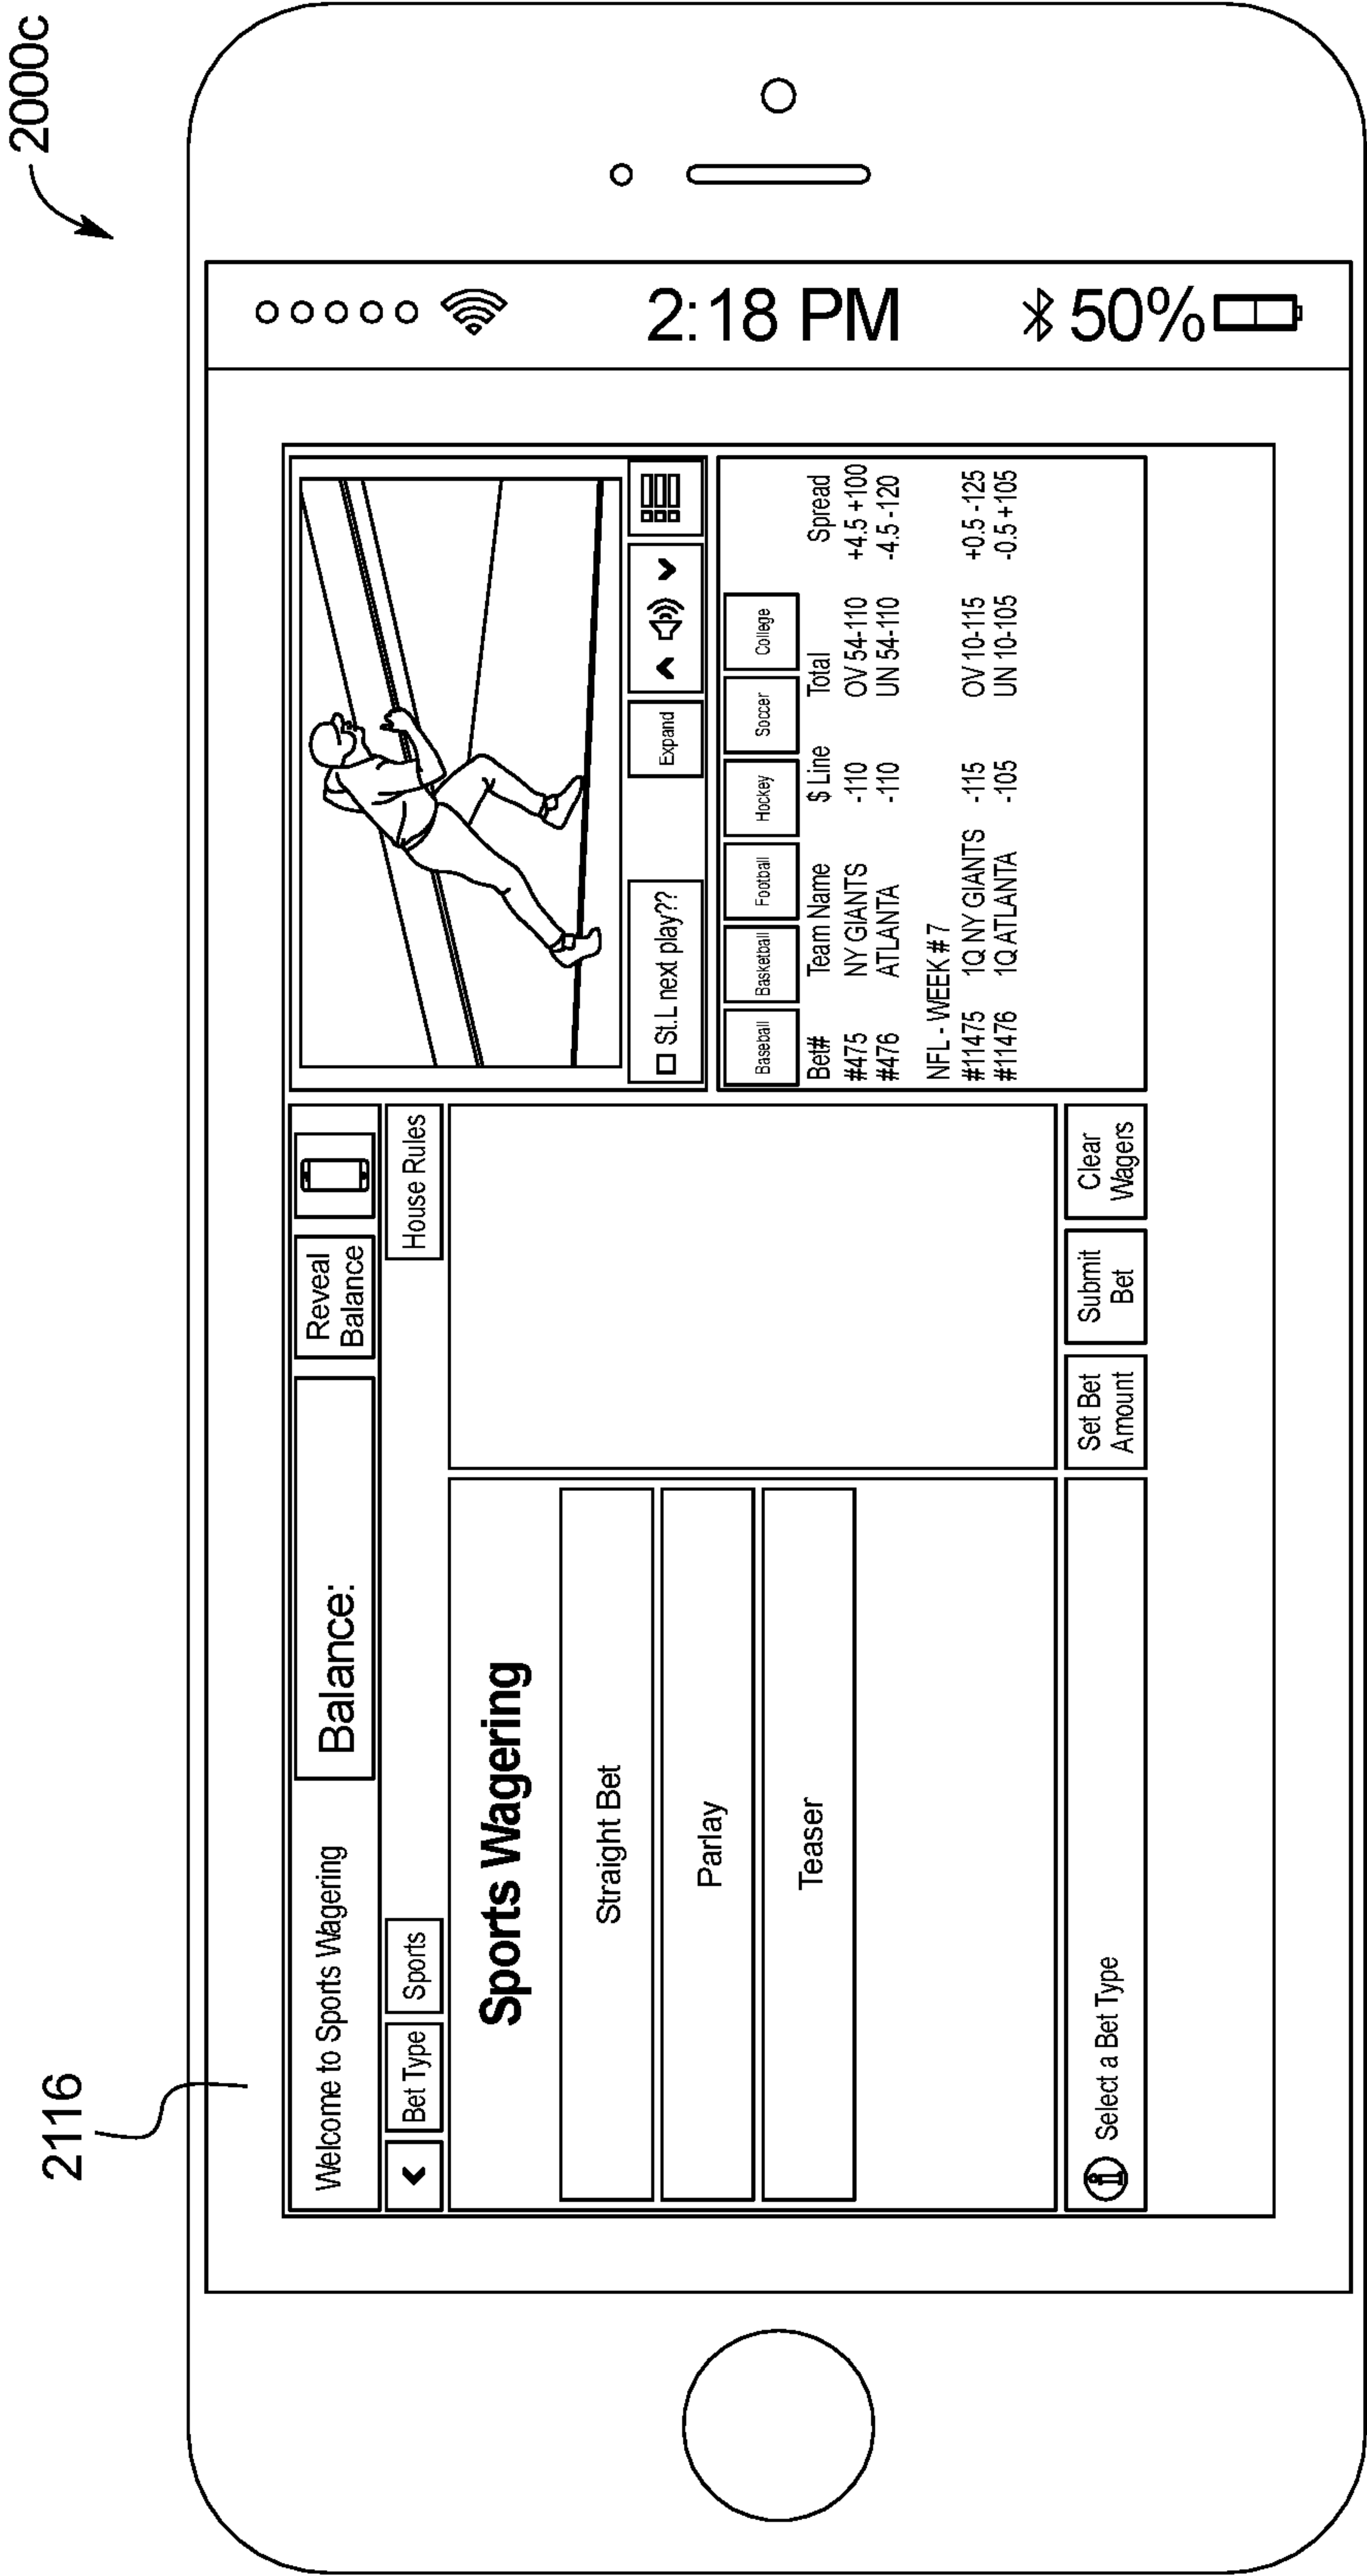 2000c
2116
2:18 PM
50%
Welcome to Sports Wagering
Balance:
Reveal
Balance
Bet Type
Sports
House Rules
Sports Wagering
Straight Bet
Parlay
Teaser
Select a Bet Type
Set Bet
Amount
Submit
Bet
Clear
Wagers
St.L next play??
Expand
Baseball Basketball Football Hockey Soccer College
Bet# Team Name $ Line Total Spread
#475 NY GIANTS -110 OV 54-110 +4.5 +100
#476 ATLANTA -110 UN 54-110 -4.5 -120
NFL - WEEK # 7
#11475 1Q NY GIANTS -115 OV 10-115 +0.5 -125
#11476 1Q ATLANTA -105 UN 10-105 -0.5 +105